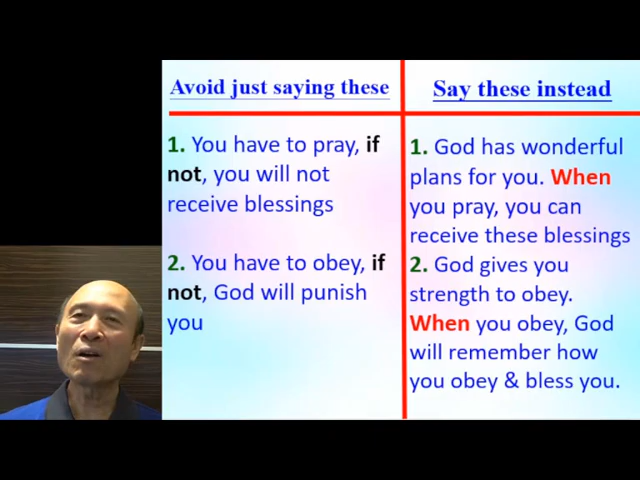 Avoid just saying these
1. You have to pray, if
not, you will not
receive blessings
2. You have to obey, if
not, God will punish
you
Say these instead
1. God has wonderful
plans for you. When
you pray, you can
receive these blessings
2. God gives you
strength to obey.
When you obey, God
will remember how
you obey & bless you.